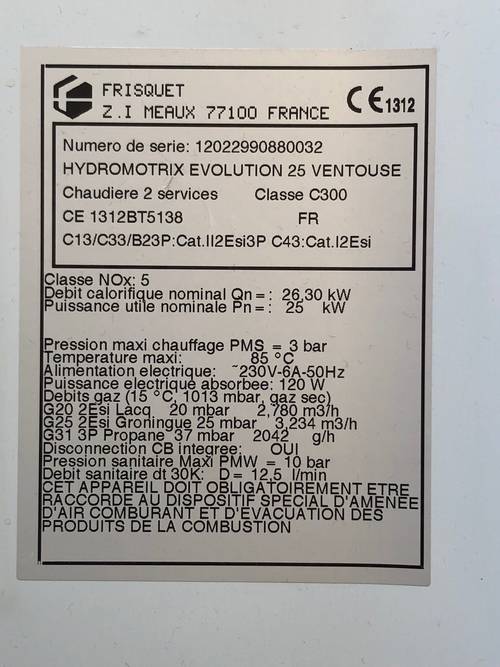 FRISQUET
Z.I MEAUX 77100 FRANCE
CE 1312
Numero de serie: 12022990880032
HYDROMOTRIX EVOLUTION 25 VENTOUSE
Chaudiere 2 services Classe C300
CE 1312BT5138 FR
C13/C33/B23P:Cat.II2Esi3P C43:Cat.I2Esi
Classe NOx: 5
Debit calorifique nominal Qn = : 26,30 kW
Puissance utile nominale Pn = : 25 kW
Pression maxi chauffage PMS = 3 bar
Temperature maxi: 85 °C
Alimentation electrique: ~230V-6A-50Hz
Puissance electrique absorbee: 120 W
Debits gaz (15 °C, 1013 mbar, gaz sec)
G20 2Esi Lacq 20 mbar 2,780 m3/h
G25 2Esi Groningue 25 mbar 3,234 m3/h
G31 3P Propane 37 mbar 2042 g/h
Disconnection CB integree: OUI
Pression sanitaire Maxi PMW = 10 bar
Debit sanitaire dt 30K: D = 12,5 l/min
CET APPAREIL DOIT OBLIGATOIREMENT ETRE
RACCORDE AU DISPOSITIF SPECIAL D'AMENEE
D'AIR COMBURANT ET D'EVACUATION DES
PRODUITS DE LA COMBUSTION